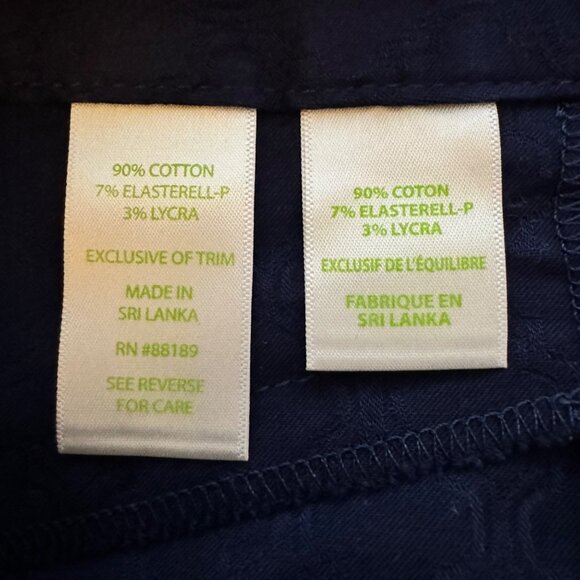 90% COTTON
7% ELASTERELL-P
3% LYCRA
EXCLUSIVE OF TRIM
MADE IN
SRI LANKA
RN #88189
SEE REVERSE
FOR CARE
90% COTON
7% ELASTERELL-P
3% LYCRA
EXCLUSIF DE L'ÉQUILIBRE
FABRIQUE EN
SRI LANKA